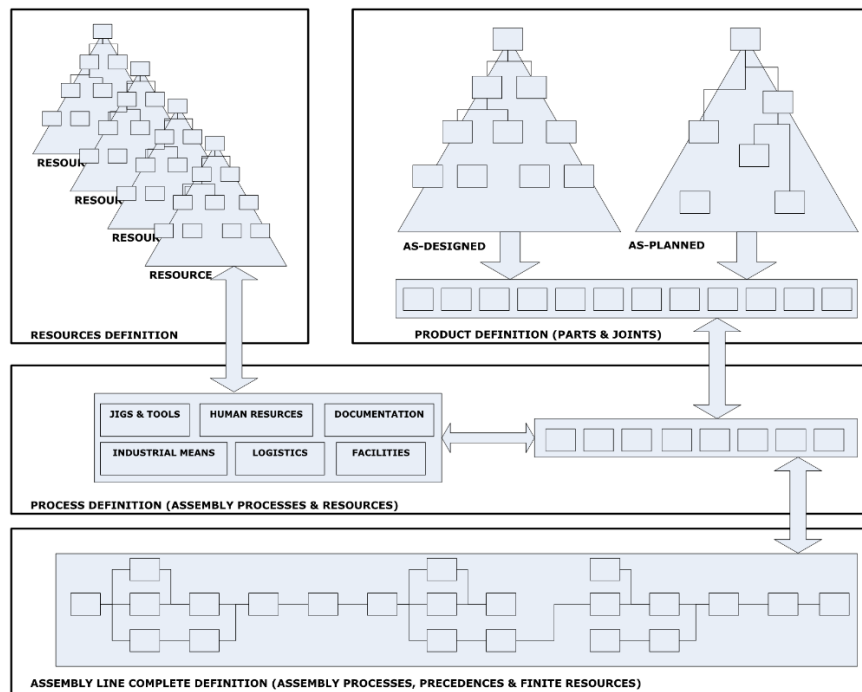 RESOUR
RESOUR
RESOUR
RESOURCE
RESOURCES DEFINITION
AS-DESIGNED
AS-PLANNED
PRODUCT DEFINITION (PARTS & JOINTS)
JIGS & TOOLS
HUMAN RESURCES
DOCUMENTATION
INDUSTRIAL MEANS
LOGISTICS
FACILITIES
PROCESS DEFINITION (ASSEMBLY PROCESSES & RESOURCES)
ASSEMBLY LINE COMPLETE DEFINITION (ASSEMBLY PROCESSES, PRECEDENCES & FINITE RESOURCES)